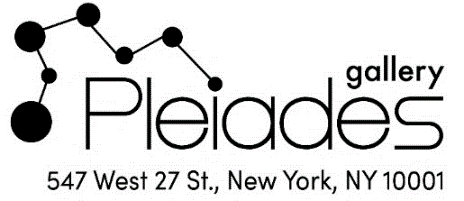 gallery
Pleiades
547 West 27 St., New York, NY 10001